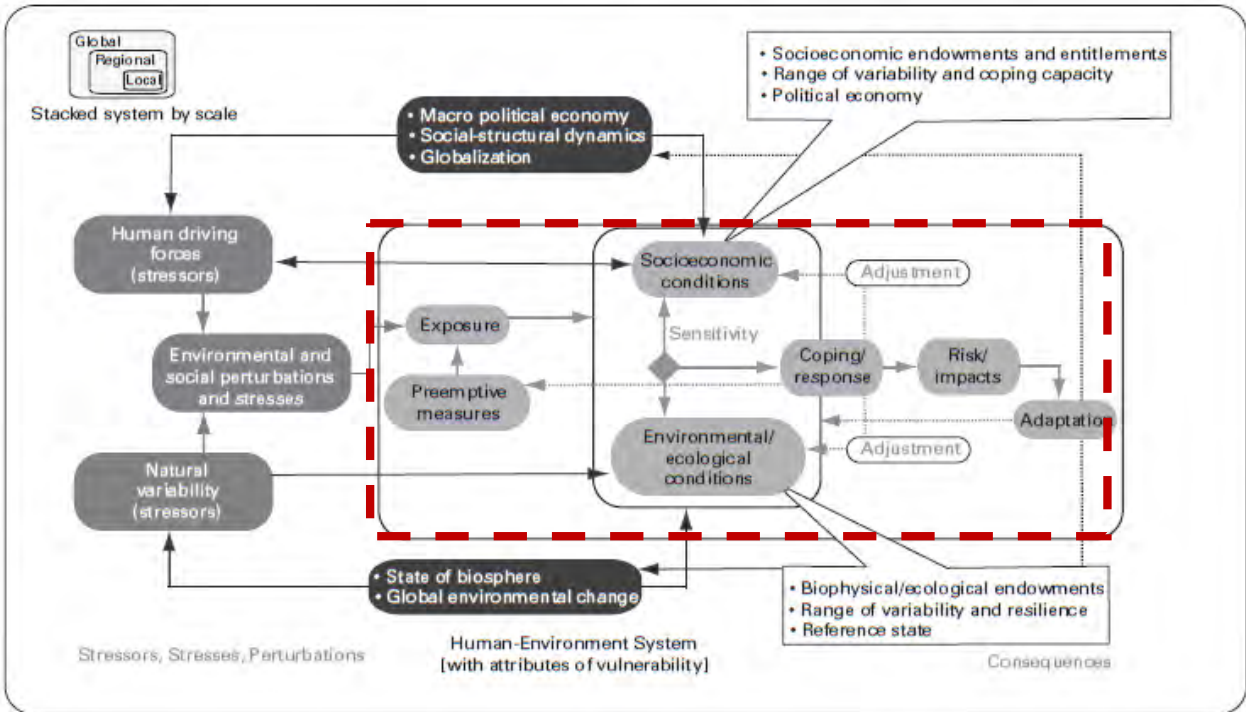 Global
Regional
Local
Stacked system by scale
• Macro political economy
• Social-structural dynamics
• Globalization
• Socioeconomic endowments and entitlements
• Range of variability and coping capacity
• Political economy
Human driving
forces
(stressors)
Socioeconomic
conditions
Adjustment
Exposure
Sensitivity
Environmental and
social perturbations
and stresses
Preemptive
measures
Coping/
response
Risk/
impacts
Adaptation
Environmental/
ecological
conditions
Adjustment
Natural
variability
(stressors)
• State of biosphere
• Global environmental change
• Biophysical/ecological endowments
• Range of variability and resilience
• Reference state
Stressors, Stresses, Perturbations
Human-Environment System
[with attributes of vulnerability]
Consequences